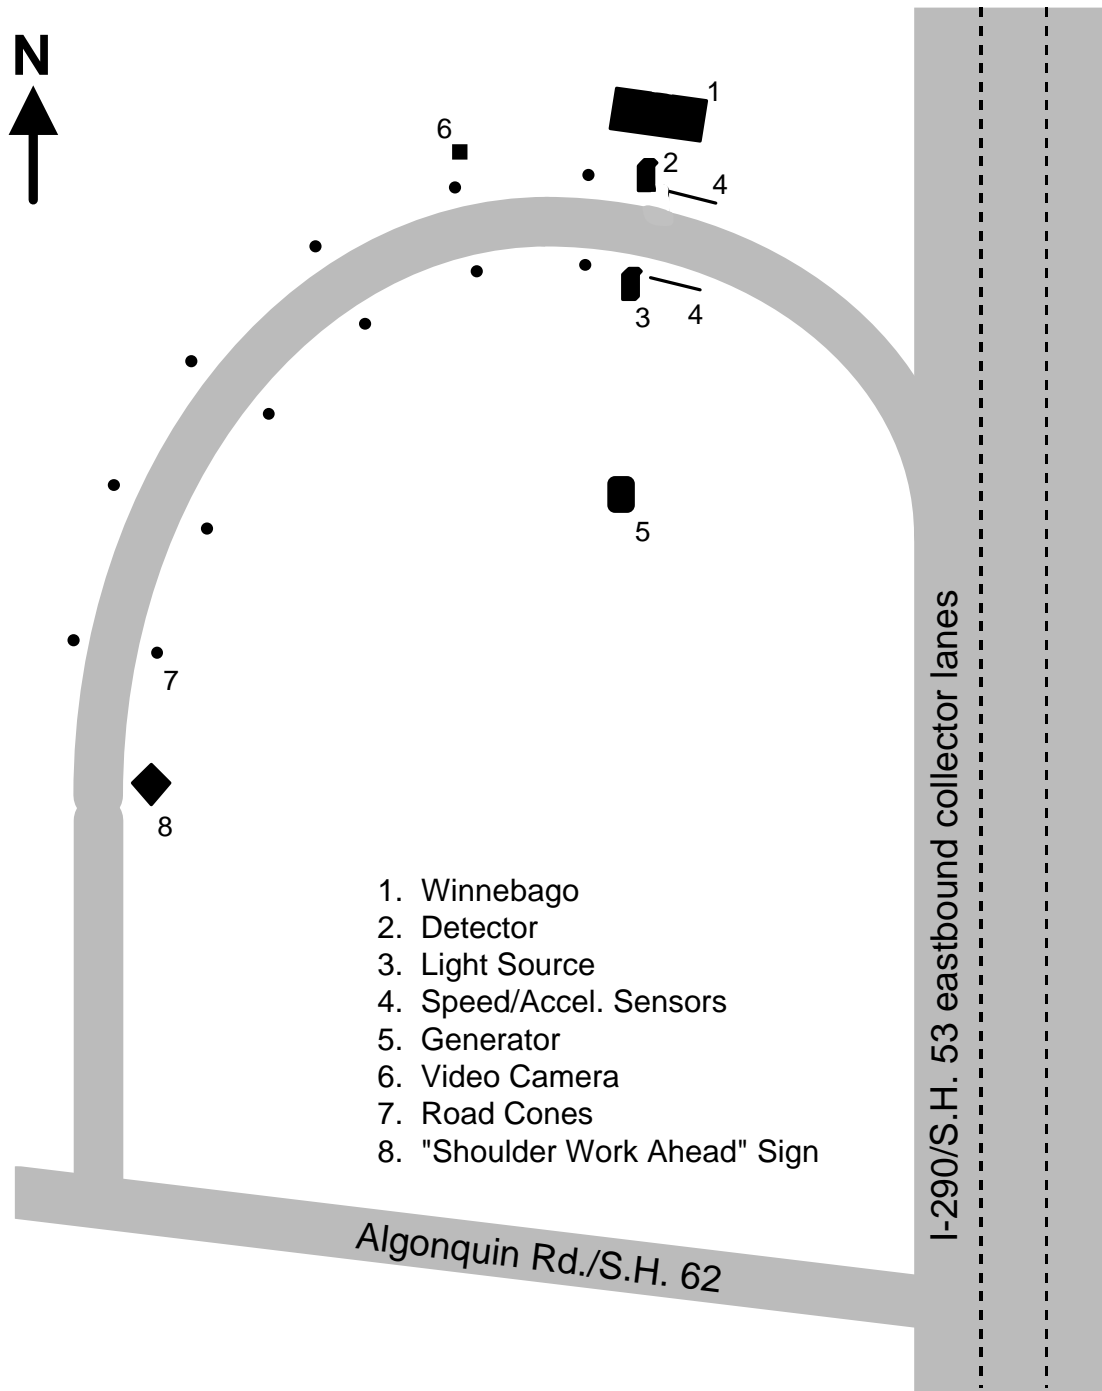 N
1
6
2
4
3
4
5
7
8
1. Winnebago
2. Detector
3. Light Source
4. Speed/Accel. Sensors
5. Generator
6. Video Camera
7. Road Cones
8. "Shoulder Work Ahead" Sign
I-290/S.H. 53 eastbound collector lanes
Algonquin Rd./S.H. 62